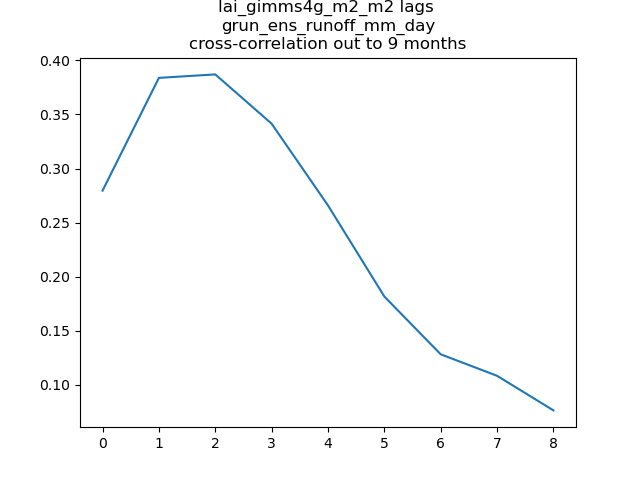 lai_gimms4g_m2_m2 lags
grun_ens_runoff_mm_day
cross-correlation out to 9 months
0.40
0.35
0.30
0.25
0.20
0.15
0.10
0 1 2 3 4 5 6 7 8